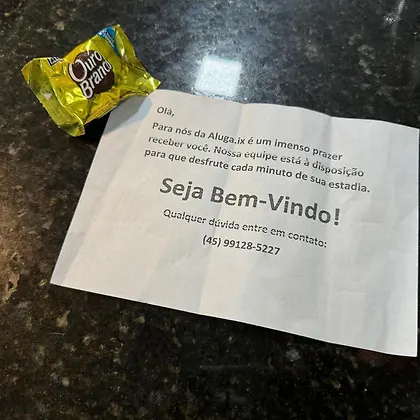 Ouro
Branco
Olá,
Para nós da Aluga.ix é um imenso prazer
receber você. Nossa equipe está à disposição
para que desfrute cada minuto de sua estadia.
Seja Bem-Vindo!
Qualquer dúvida entre em contato:
(45) 99128-5227